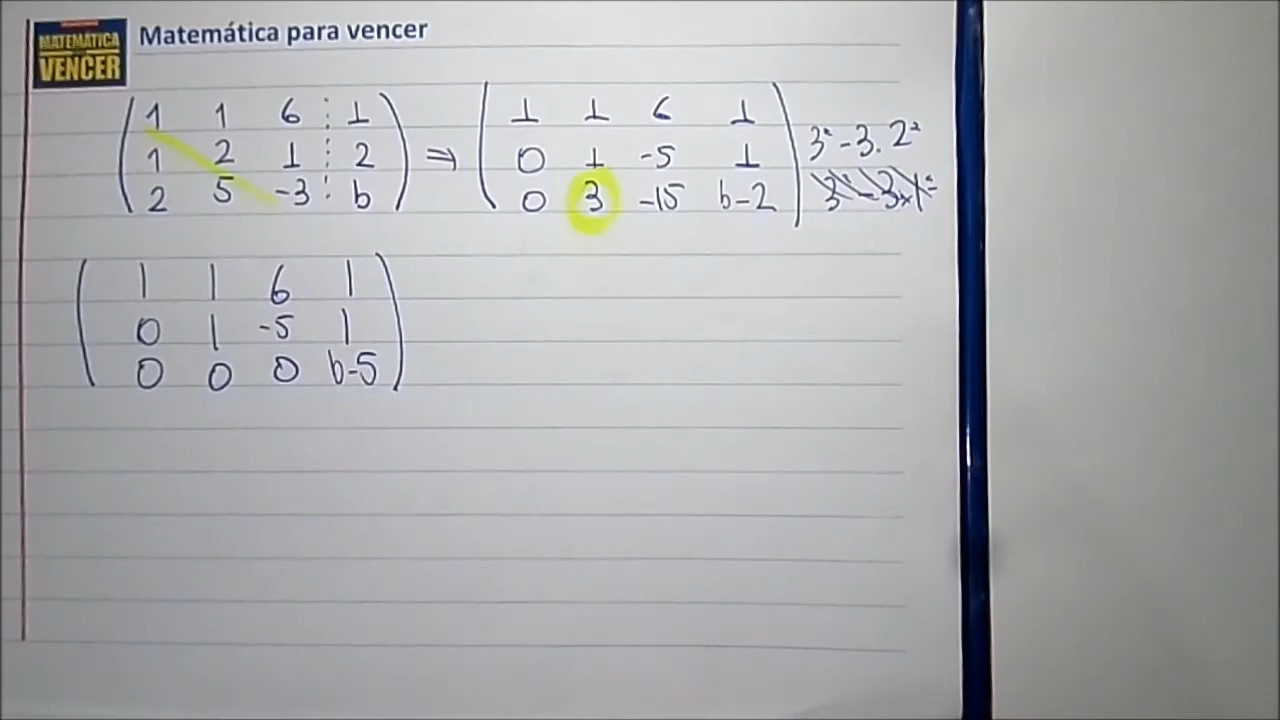 MATEMÁTICA
VENCER
Matemática para vencer
1 1 6 ⋮ 1
1 2 1 ⋮ 2
2 5 -3 ⋮ b
⇒
1 1 6 1
0 1 -5 1
0 3 -15 b-2
3ª - 3.2ª
1 1 6 1
0 1 -5 1
0 0 0 b-5